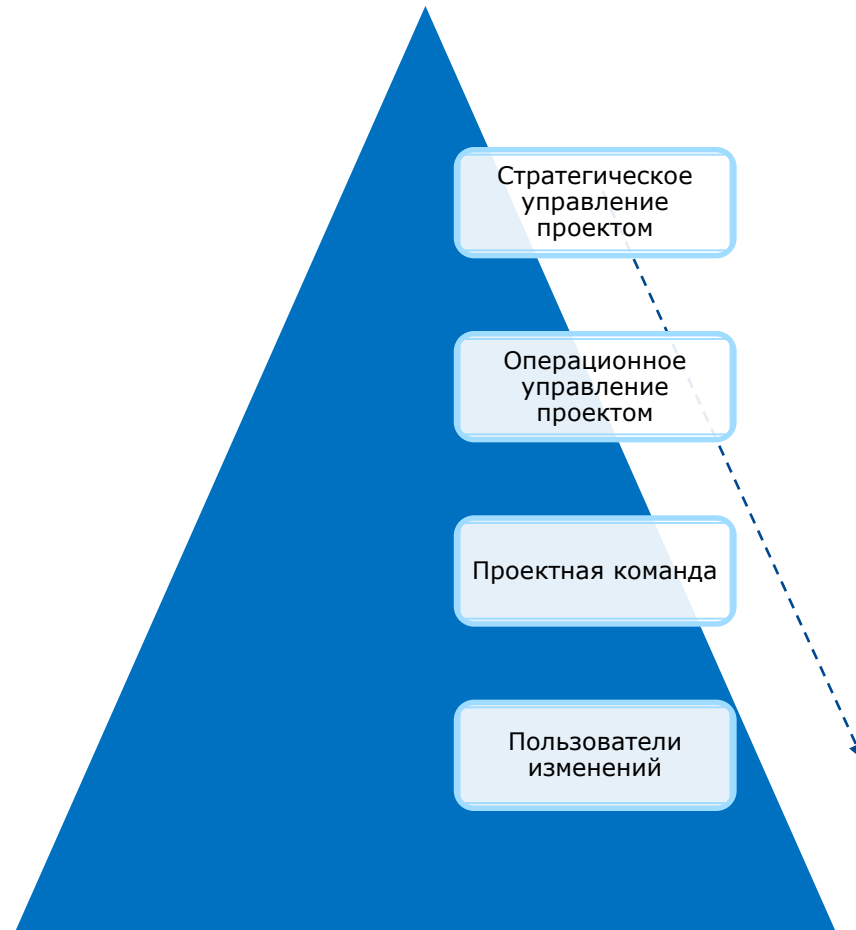 Стратегическое
управление
проектом
Операционное
управление
проектом
Проектная команда
Пользователи
изменений